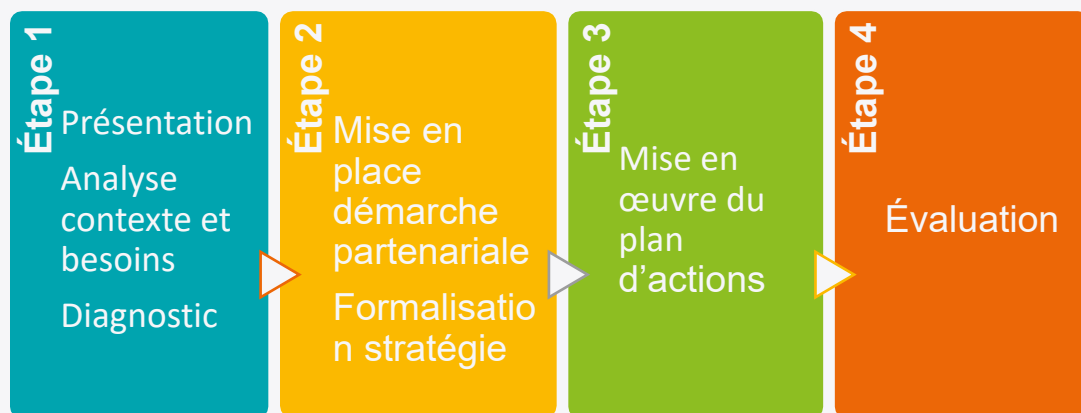 Étape 1
Présentation
Analyse
contexte et
besoins
Diagnostic
Étape 2
Mise en
place
démarche
partenariale
Formalisatio
n stratégie
Étape 3
Mise en
œuvre du
plan
d’actions
Étape 4
Évaluation